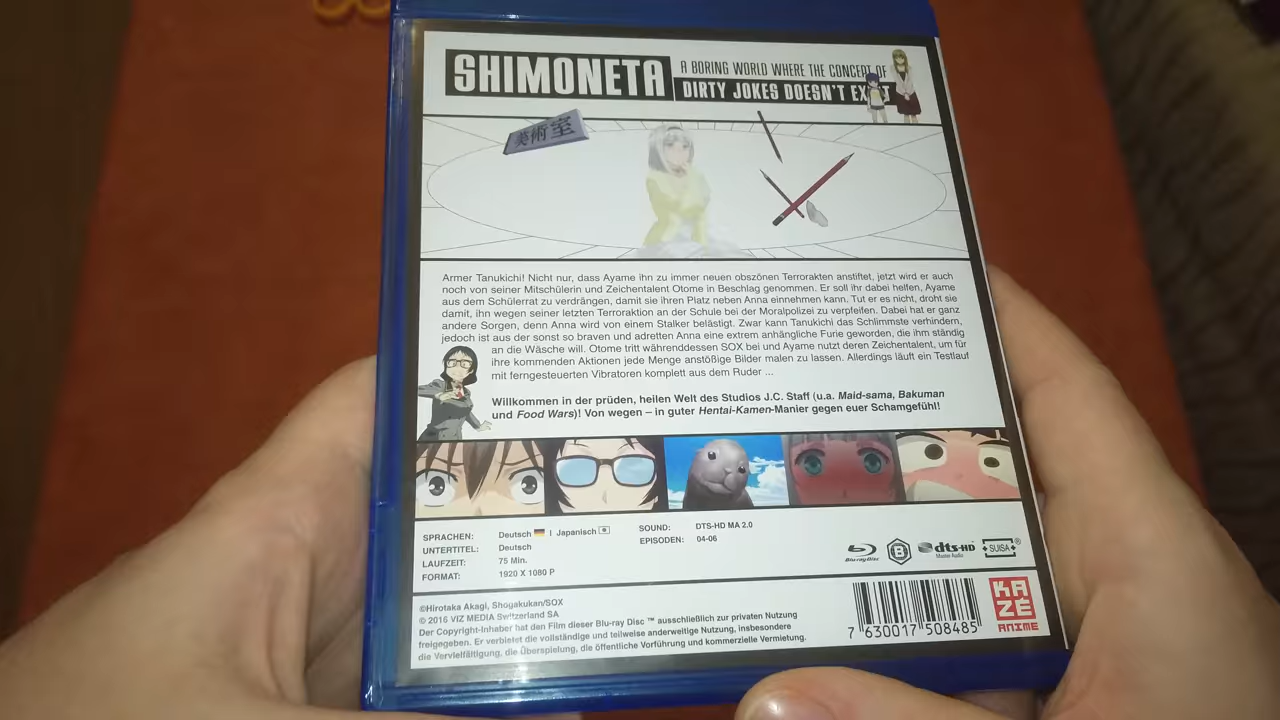 SHIMONETA
A BORING WORLD WHERE THE CONCEPT OF
DIRTY JOKES DOESN'T EXIST
美術室
Armer Tanukichi! Nicht nur, dass Ayame ihn zu immer neuen obszönen Terrorakten anstiftet, jetzt wird er auch
noch von seiner Mitschülerin und Zeichentalent Otome in Beschlag genommen. Er soll ihr dabei helfen, Ayame
aus dem Schülerrat zu verdrängen, damit sie ihren Platz neben Anna einnehmen kann. Tut er es nicht, droht sie
damit, ihn wegen seiner letzten Terroraktion an der Schule bei der Moralpolizei zu verpfeifen. Dabei hat er ganz
andere Sorgen, denn Anna wird von einem Stalker belästigt. Zwar kann Tanukichi das Schlimmste verhindern,
jedoch ist aus der sonst so braven und adretten Anna eine extrem anhängliche Furie geworden, die ihm ständig
an die Wäsche will. Otome tritt währenddessen SOX bei und Ayame nutzt deren Zeichentalent, um für
ihre kommenden Aktionen jede Menge anstößige Bilder malen zu lassen. Allerdings läuft ein Testlauf
mit ferngesteuerten Vibratoren komplett aus dem Ruder ...
Willkommen in der prüden, heilen Welt des Studios J.C. Staff (u.a. Maid-sama, Bakuman
und Food Wars)! Von wegen – in guter Hentai-Kamen-Manier gegen euer Schamgefühl!
SPRACHEN: Deutsch | Japanisch
UNTERTITEL: Deutsch
LAUFZEIT: 75 Min.
FORMAT: 1920 X 1080 P
SOUND: DTS-HD MA 2.0
EPISODEN: 04-06
Blu-ray Disc
B
dts-HD
Master Audio
SUISA®
©Hirotaka Akagi, Shogakukan/SOX
© 2016 VIZ MEDIA Switzerland SA
Der Copyright-Inhaber hat den Film dieser Blu-ray Disc ™ ausschließlich zur privaten Nutzung
freigegeben. Er verbietet die vollständige und teilweise anderweitige Nutzung, insbesondere
die Vervielfältigung, die Überspielung, die öffentliche Vorführung und kommerzielle Vermietung.
7 630017 508485
KAZÉ
ANIME